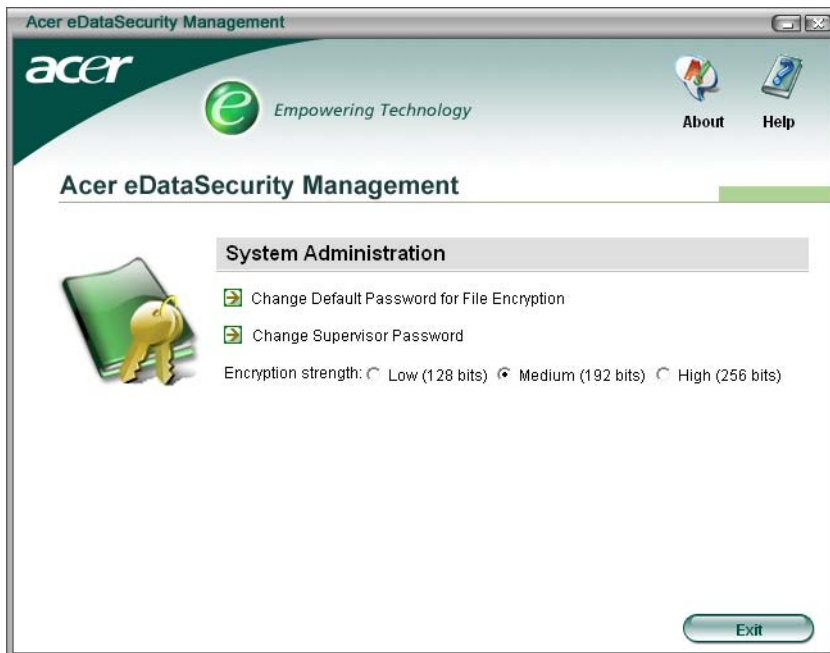 Acer eDataSecurity Management
acer
e Empowering Technology
About Help
Acer eDataSecurity Management
System Administration
Change Default Password for File Encryption
Change Supervisor Password
Encryption strength: Low (128 bits) Medium (192 bits) High (256 bits)
Exit